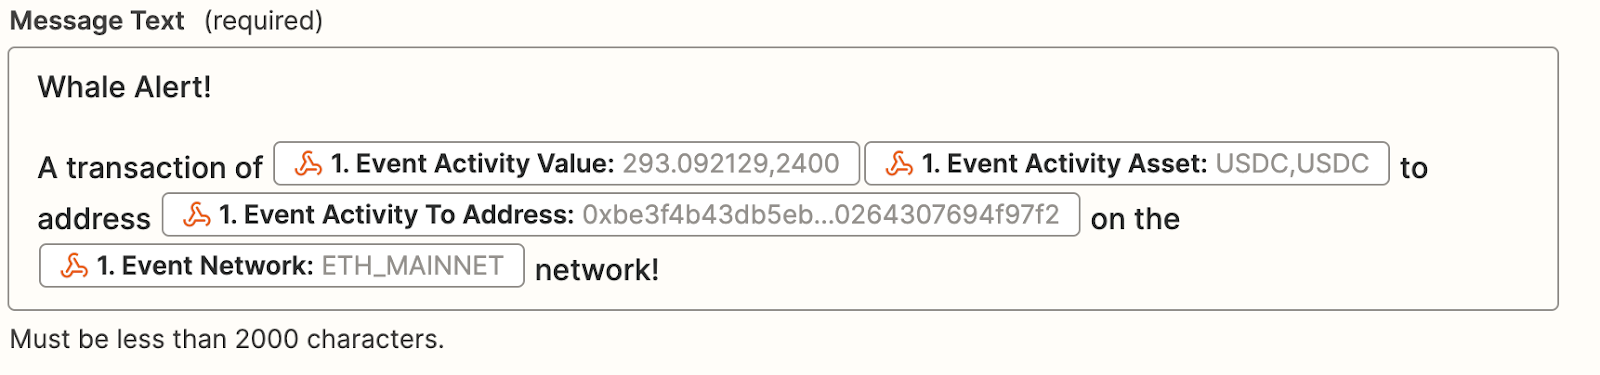 Message Text (required)
Whale Alert!
A transaction of 1. Event Activity Value: 293.092129,2400 1. Event Activity Asset: USDC,USDC to
address 1. Event Activity To Address: 0xbe3f4b43db5eb...0264307694f97f2 on the
1. Event Network: ETH_MAINNET network!
Must be less than 2000 characters.